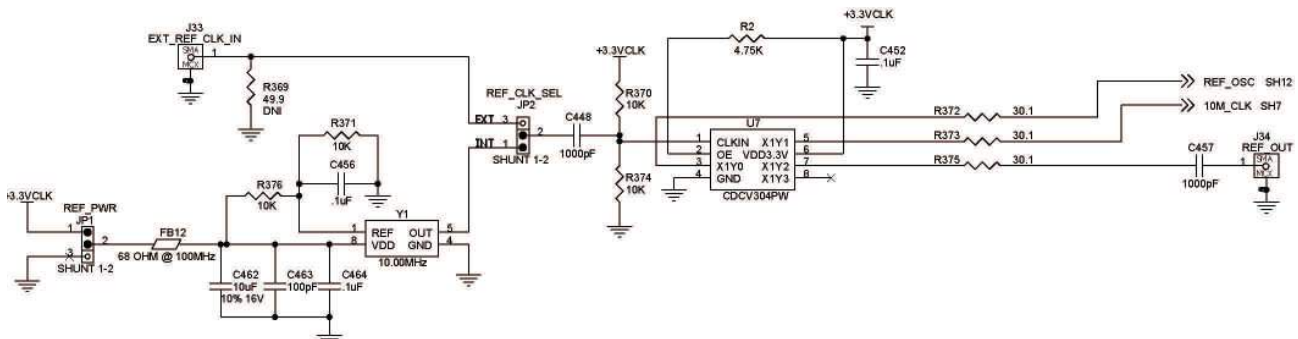 J33
EXT_REF_CLK_IN
SMA
MCX
1
R369
49.9
DNI
R371
10K
C456
.1uF
R376
10K
+3.3VCLK
REF_PWR
JP1
1
2
3
SHUNT 1-2
FB12
68 OHM @ 100MHz
C462
10uF
10% 16V
C463
100pF
C464
.1uF
Y1
1 REF OUT 5
8 VDD GND 4
10.00MHz
REF_CLK_SEL
JP2
EXT 3
2
INT 1
SHUNT 1-2
C448
1000pF
+3.3VCLK
R370
10K
R374
10K
R2
4.75K
+3.3VCLK
C452
.1uF
U7
1 CLKIN X1Y1 5
2 OE VDD3.3V 6
3 X1Y0 X1Y2 7
4 GND X1Y3 8
CDCV304PW
R372 30.1
R373 30.1
R375 30.1
REF_OSC SH12
10M_CLK SH7
C457
1000pF
J34
REF_OUT
1
SMA
MCX